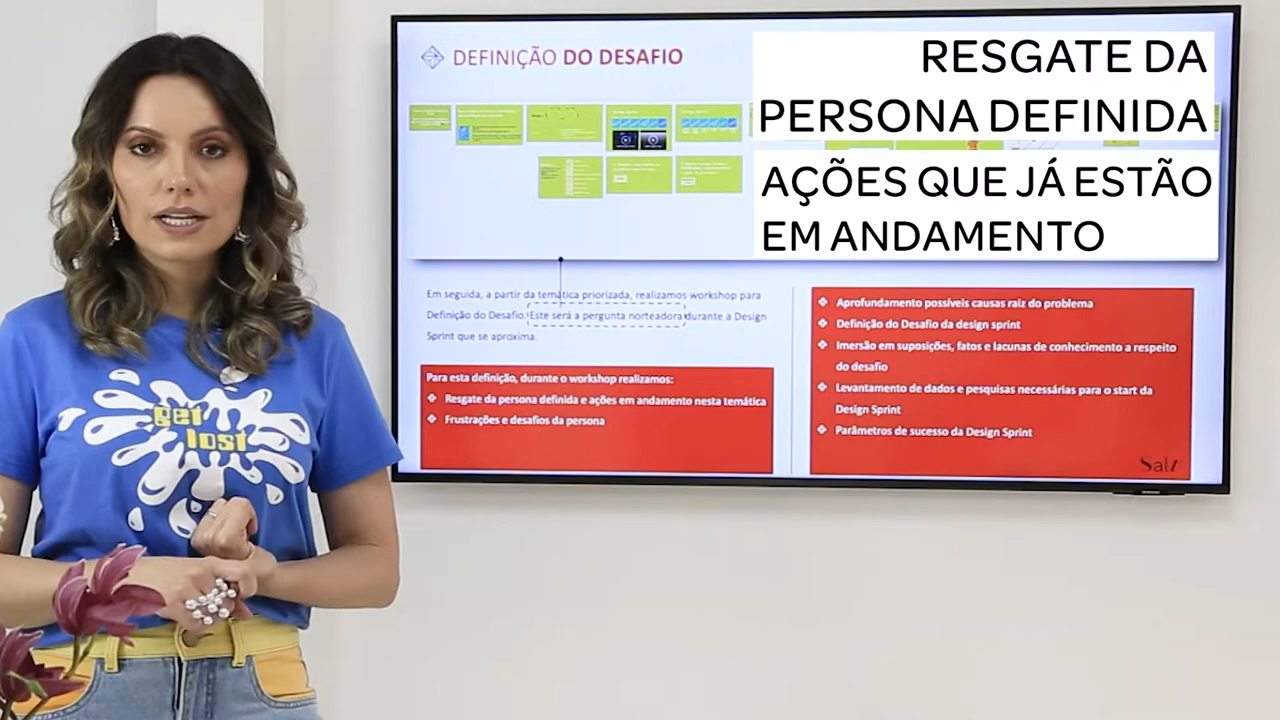 DEFINIÇÃO DO DESAFIO
RESGATE DA
PERSONA DEFINIDA
AÇÕES QUE JÁ ESTÃO
EM ANDAMENTO
Em seguida, a partir da temática priorizada, realizamos workshop para
Definição do Desafio. Este será a pergunta norteadora durante a Design
Sprint que se aproxima.
Para esta definição, durante o workshop realizamos:
❖ Resgate da persona definida e ações em andamento nesta temática
❖ Frustrações e desafios da persona
❖ Aprofundamento possíveis causas raiz do problema
❖ Definição do Desafio da design sprint
❖ Imersão em suposições, fatos e lacunas de conhecimento a respeito
do desafio
❖ Levantamento de dados e pesquisas necessárias para o start da
Design Sprint
❖ Parâmetros de sucesso da Design Sprint
get
lost